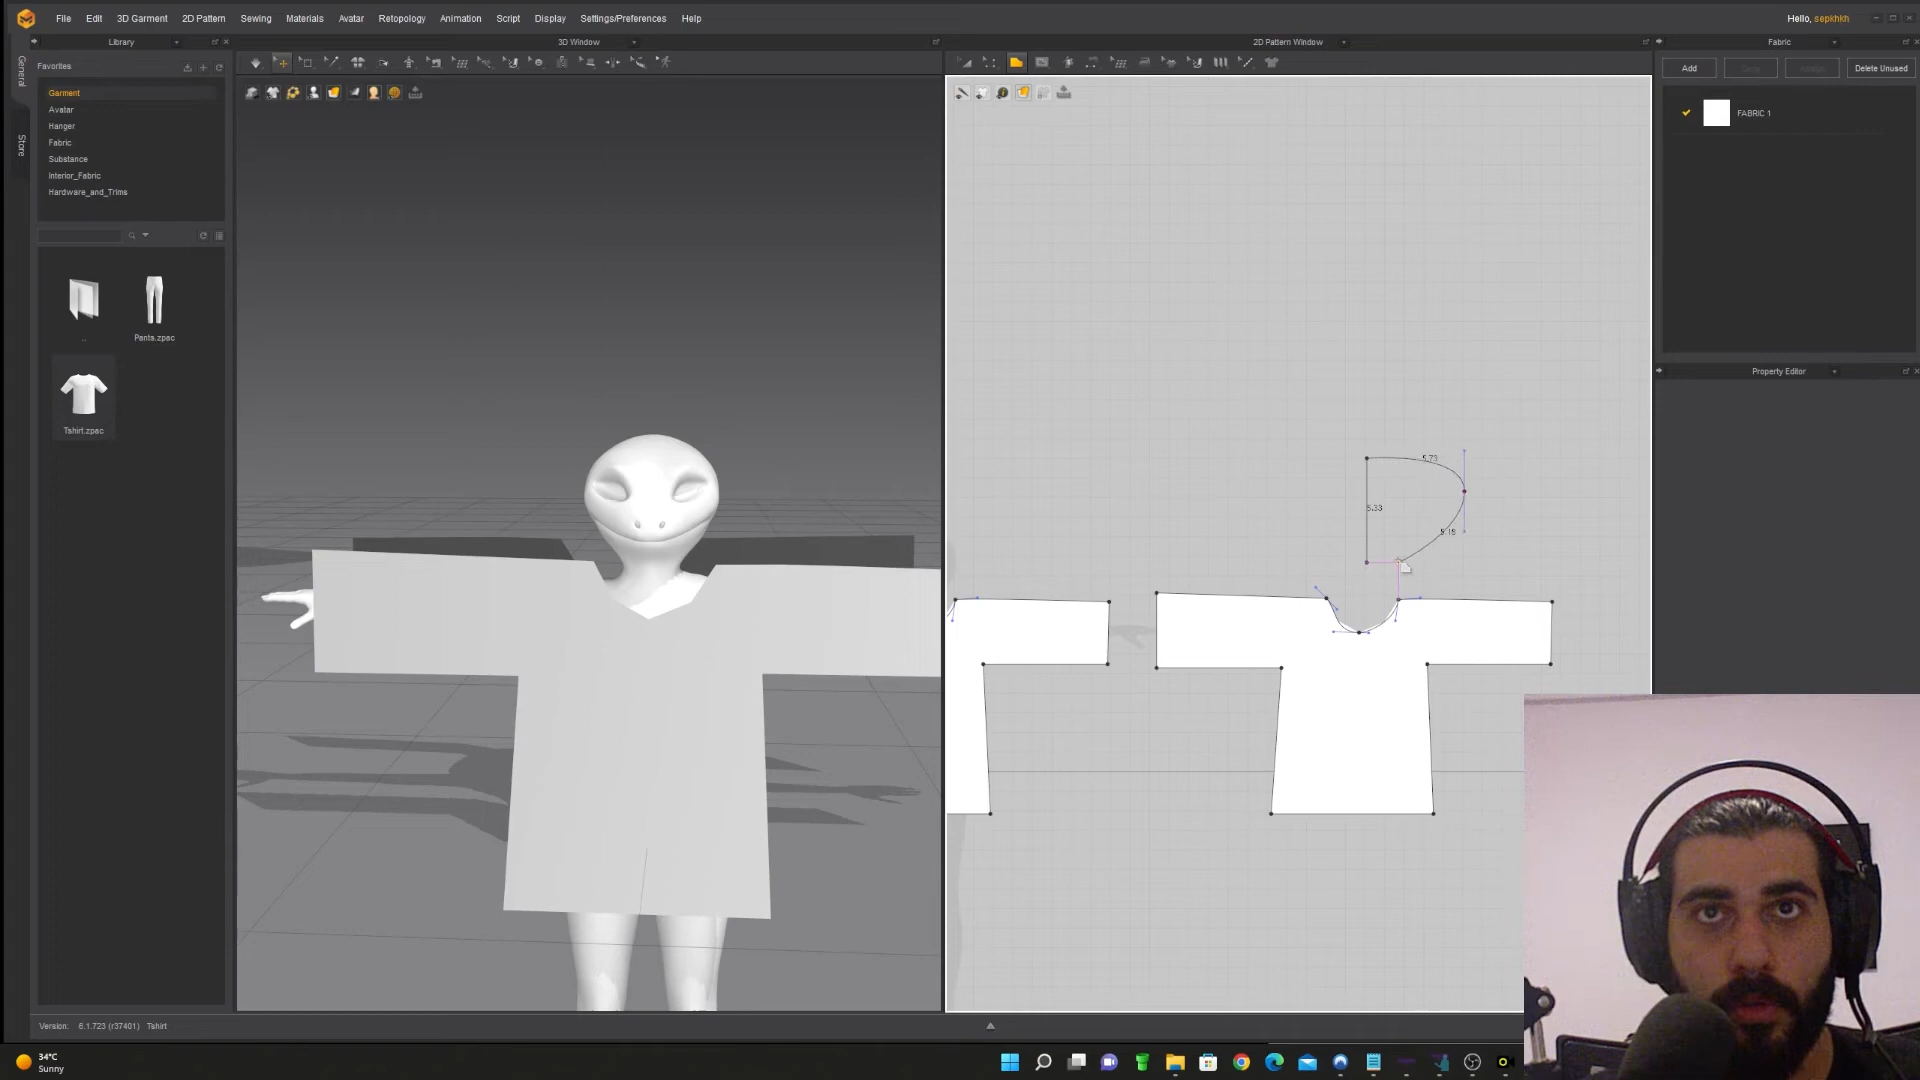 File Edit 3D Garment 2D Pattern Sewing Materials Avatar Retopology Animation Script Display Settings/Preferences Help
Hello, sepkhkh
Library
3D Window
2D Pattern Window
Fabric
General
Store
Favorites
Garment
Avatar
Hanger
Fabric
Substance
Interior_Fabric
Hardware_and_Trims
Add
Delete Unused
FABRIC 1
Property Editor
..
Pants.zpac
Tshirt.zpac
5.73
5.33
5.18
Version: 6.1.723 (r37401) Tshirt
34°C
Sunny